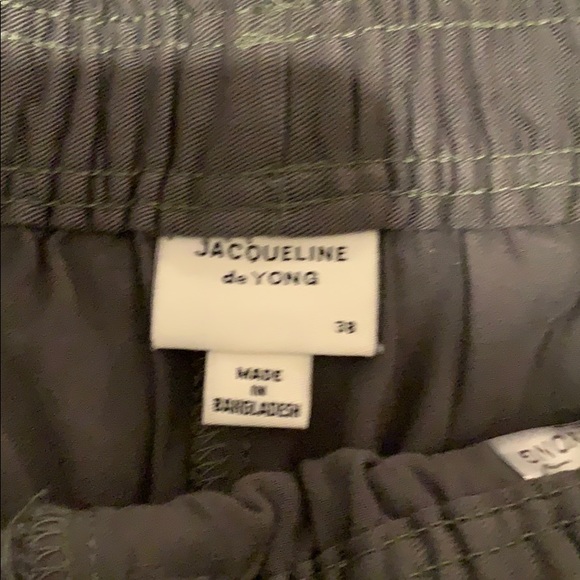 JACQUELINE
de YONG
38
MADE
IN
BANGLADESH